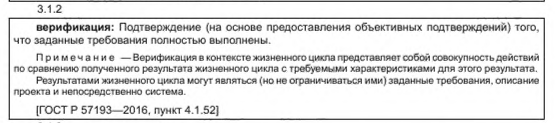 3.1.2
верификация: Подтверждение (на основе предоставления объективных подтверждений) того,
что заданные требования полностью выполнены.
Примечание — Верификация в контексте жизненного цикла представляет собой совокупность действий
по сравнению полученного результата жизненного цикла с требуемыми характеристиками для этого результата.
Результатами жизненного цикла могут являться (но не ограничиваться ими) заданные требования, описание
проекта и непосредственно система.
[ГОСТ Р 57193—2016, пункт 4.1.52]